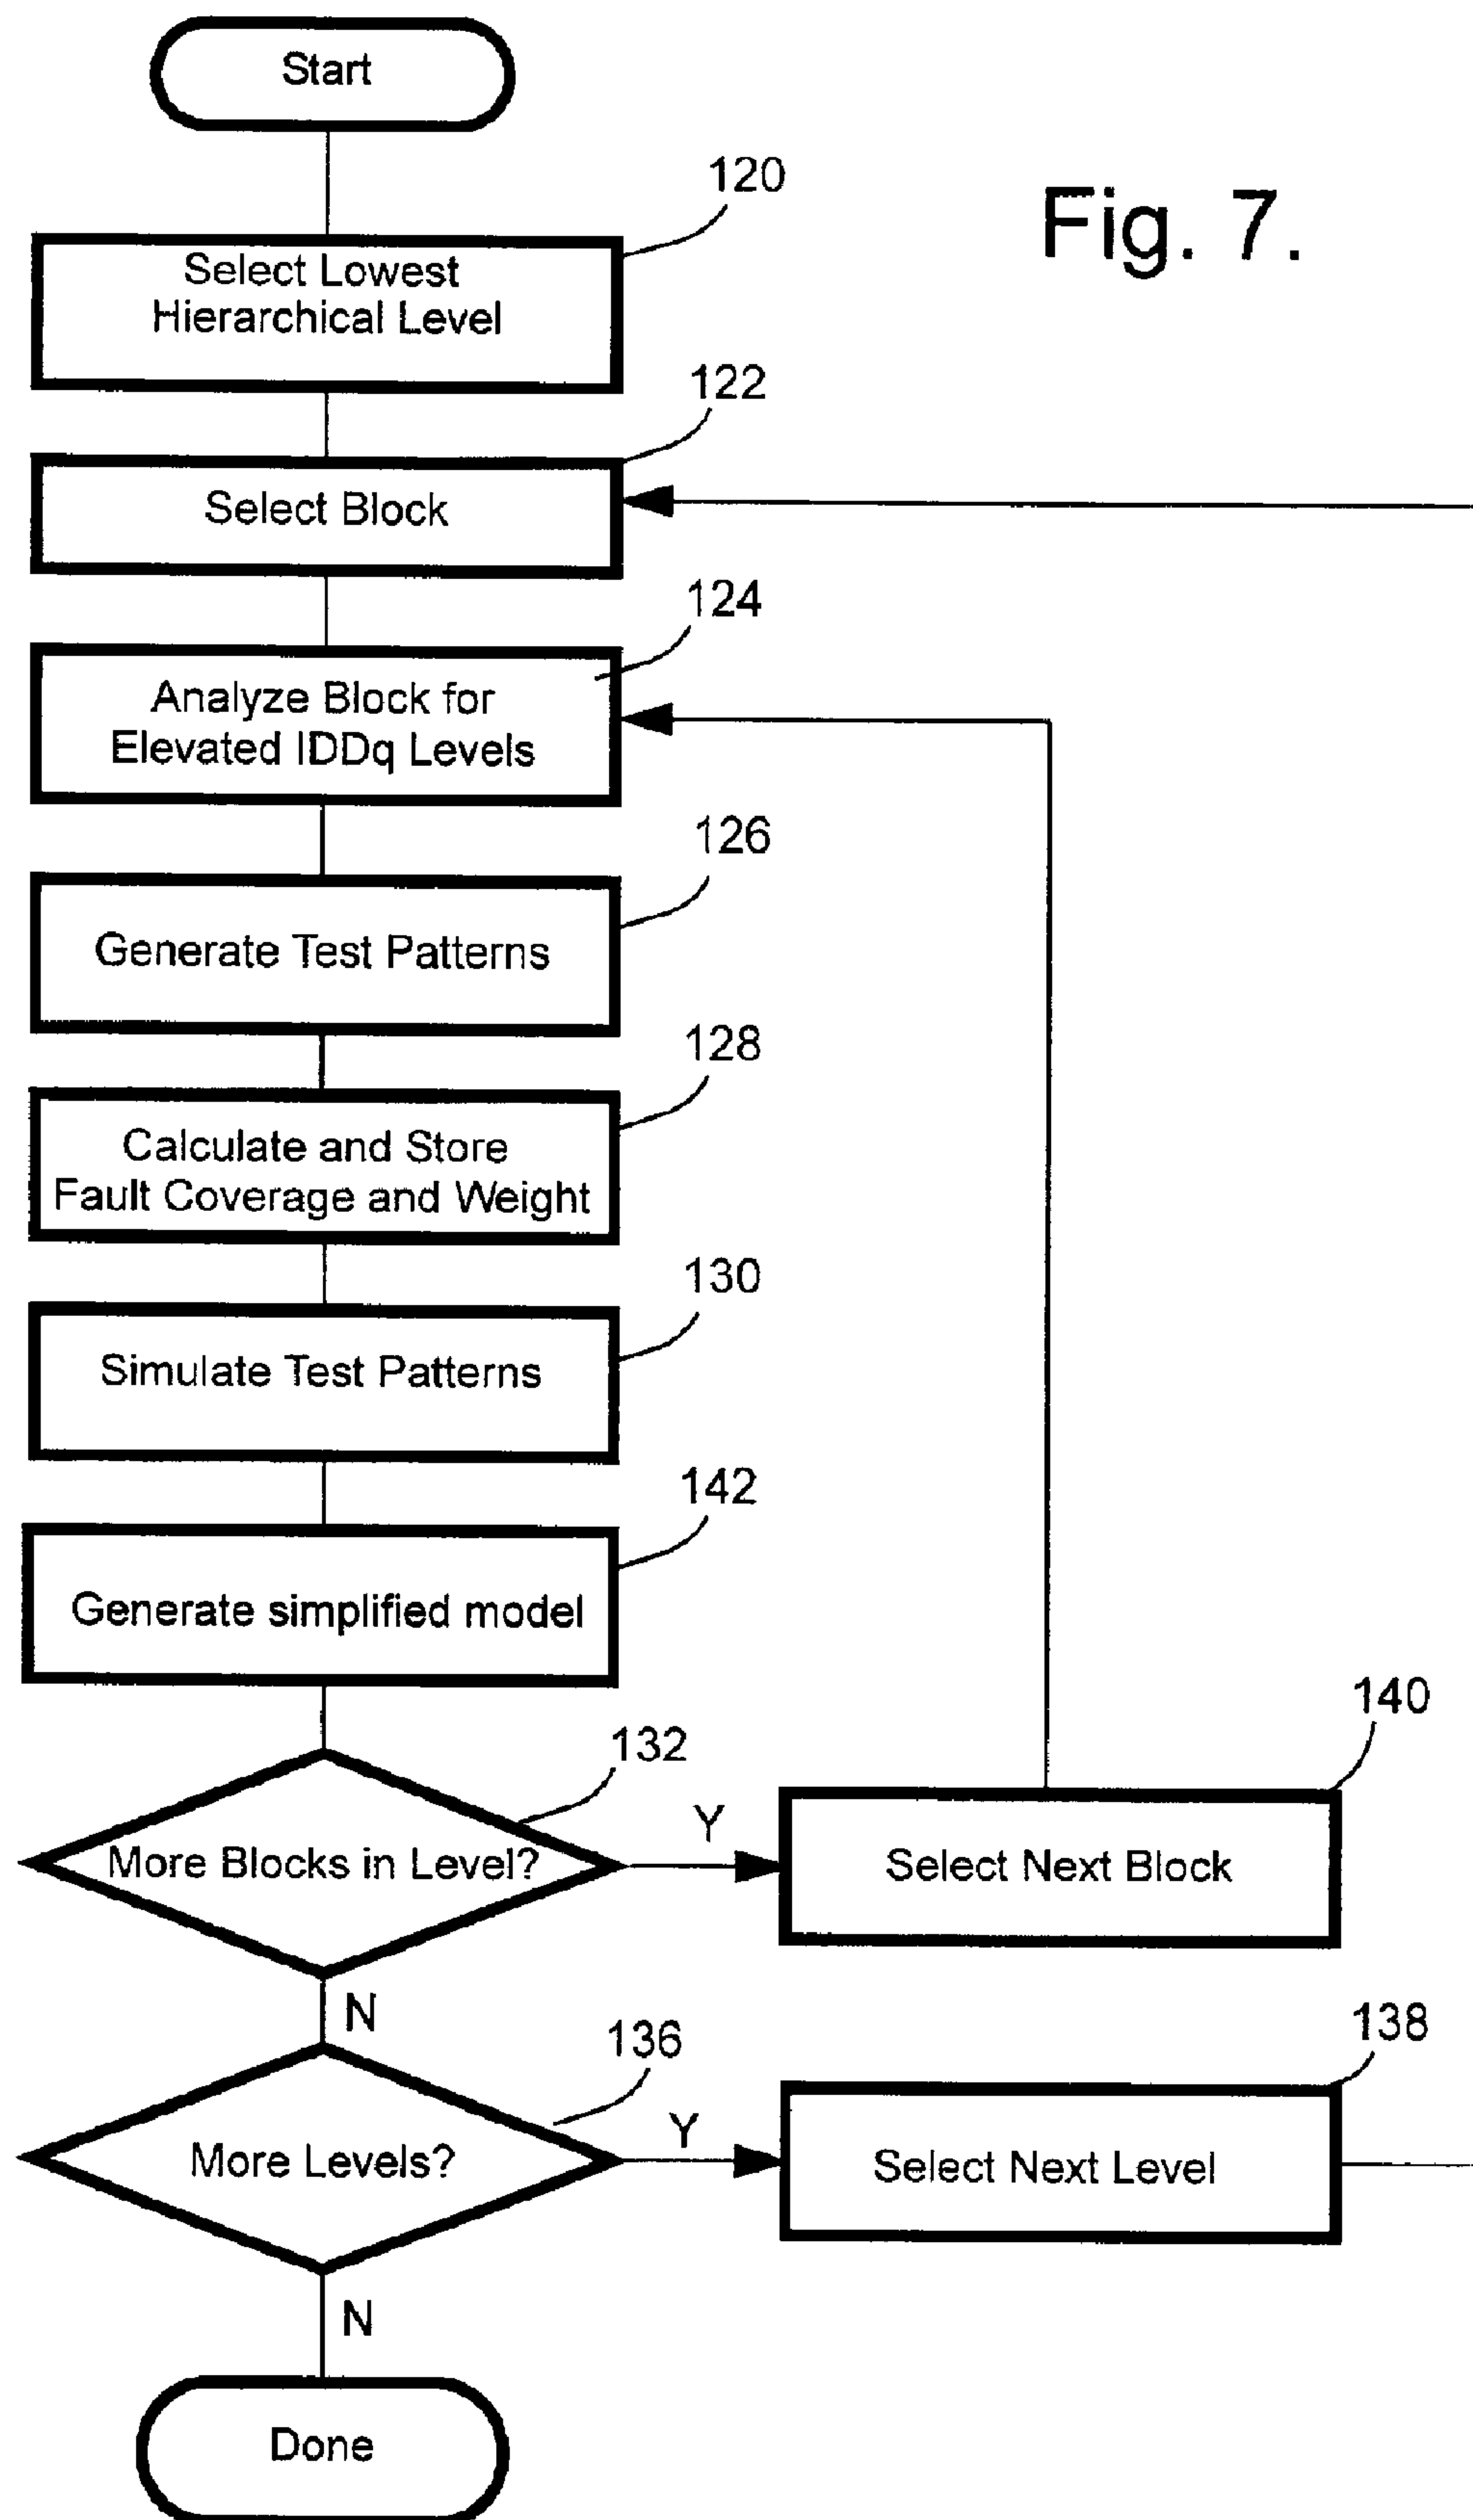 Start
120
Fig. 7.
Select Lowest
Hierarchical Level
122
Select Block
124
Analyze Block for
Elevated IDDq Levels
126
Generate Test Patterns
128
Calculate and Store
Fault Coverage and Weight
130
Simulate Test Patterns
142
Generate simplified model
140
132
Y
More Blocks in Level?
Select Next Block
N
138
136
Y
More Levels?
Select Next Level
N
Done